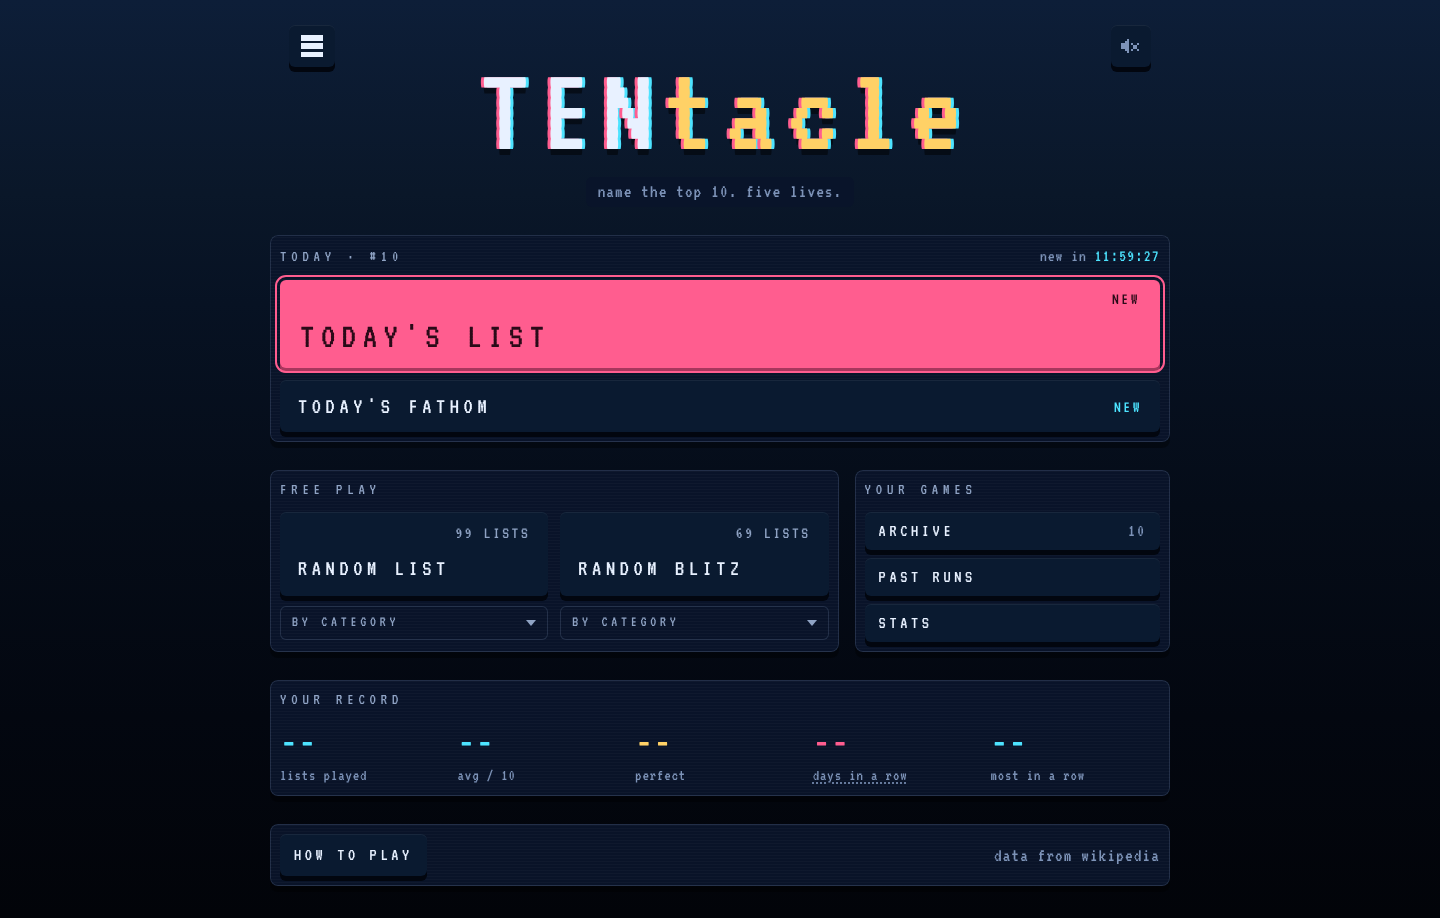 TENtacle
name the top 10. five lives.
TODAY · #10
new in 11:59:27
NEW
TODAY'S LIST
TODAY'S FATHOM
NEW
FREE PLAY
99 LISTS
RANDOM LIST
69 LISTS
RANDOM BLITZ
BY CATEGORY
BY CATEGORY
YOUR GAMES
ARCHIVE
10
PAST RUNS
STATS
YOUR RECORD
-- -- -- -- --
lists played
avg / 10
perfect
days in a row
most in a row
HOW TO PLAY
data from wikipedia